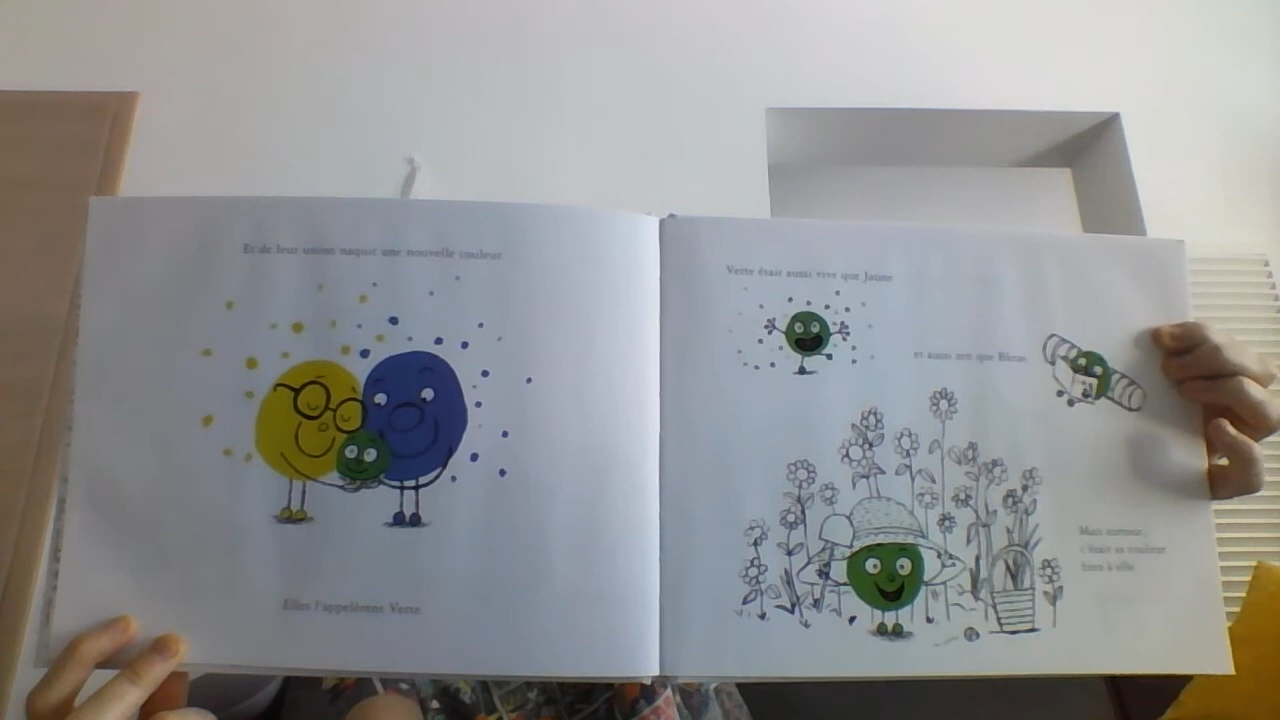 Et de leur union naquit une nouvelle couleur
Elles l'appelèrent Verte
Verte était aussi vive que Jaune
et aussi zen que Bleue.
Mais surtout,
c'était sa couleur
bien à elle